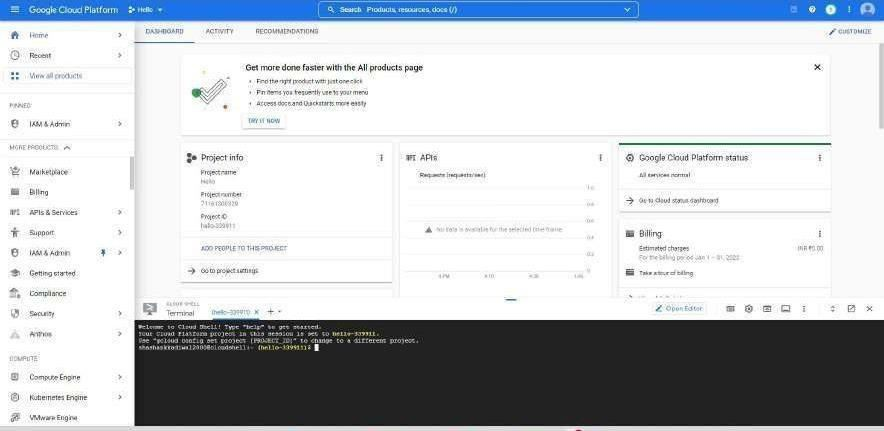 Google Cloud Platform
Hello
Search Products, resources, docs (/)
DASHBOARD
ACTIVITY
RECOMMENDATIONS
CUSTOMIZE
Home
Recent
View all products
PINNED
IAM & Admin
MORE PRODUCTS
Marketplace
Billing
APIs & Services
Support
IAM & Admin
Getting started
Compliance
Security
Anthos
COMPUTE
Compute Engine
Kubernetes Engine
VMware Engine
Get more done faster with the All products page
Find the right product with just one click
Pin items you frequently use to your menu
Access docs and Quickstarts more easily
TRY IT NOW
Project info
Project name
Hello
Project number
Project ID
hello-339911
ADD PEOPLE TO THIS PROJECT
Go to project settings
API APIs
Requests (requests/sec)
1.0
0.8
0.6
0.4
0.2
0
No data is available for the selected time frame.
4 PM
4:15
4:30
4:45
Google Cloud Platform status
All services normal
Go to Cloud status dashboard
Billing
Estimated charges
INR ₹0.00
For the billing period Jan 1 – 31, 2022
Take a tour of billing
CLOUD SHELL
Terminal
(hello-339911) × + ▾
Open Editor
Welcome to Cloud Shell! Type "help" to get started.
Your Cloud Platform project in this session is set to hello-339911.
Use "gcloud config set project [PROJECT_ID]" to change to a different project.
(hello-339911)$